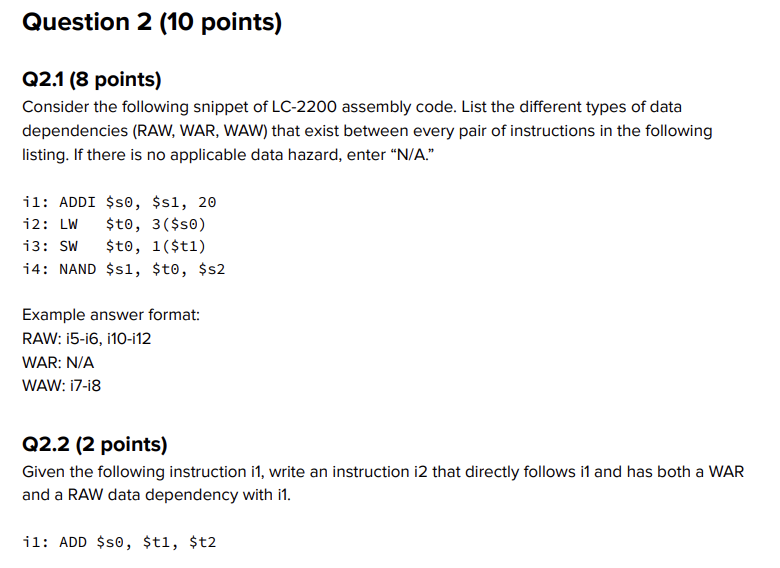 Question 2 (10 points)
Q2.1 (8 points)
Consider the following snippet of LC-2200 assembly code. List the different types of data
dependencies (RAW, WAR, WAW) that exist between every pair of instructions in the following
listing. If there is no applicable data hazard, enter “N/A.”
i1: ADDI $s0, $s1, 20
i2: LW   $t0, 3($s0)
i3: SW   $t0, 1($t1)
i4: NAND $s1, $t0, $s2
Example answer format:
RAW: i5-i6, i10-i12
WAR: N/A
WAW: i7-i8
Q2.2 (2 points)
Given the following instruction i1, write an instruction i2 that directly follows i1 and has both a WAR
and a RAW data dependency with i1.
i1: ADD $s0, $t1, $t2